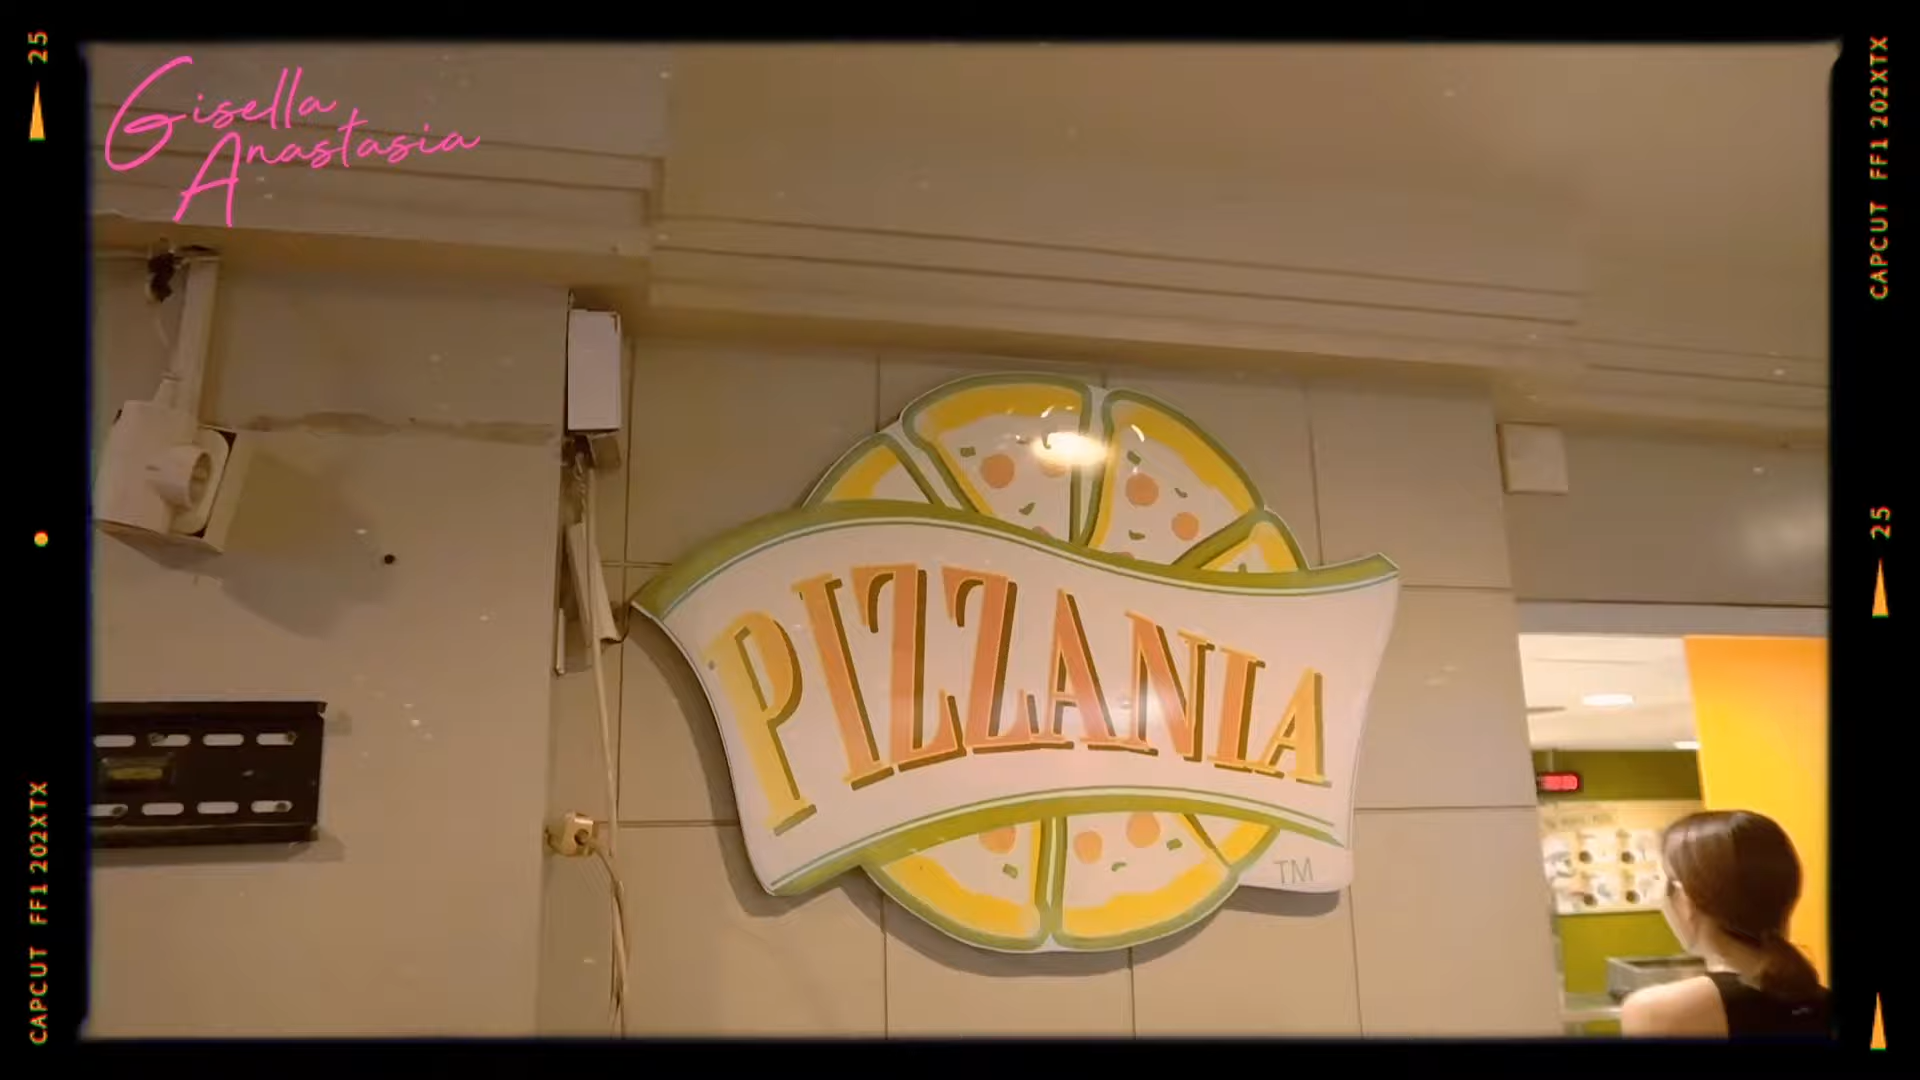 25
CAPCUT FF1 202XTX
Gisella
Anastasia
PIZZANIA
TM
25
CAPCUT FF1 202XTX